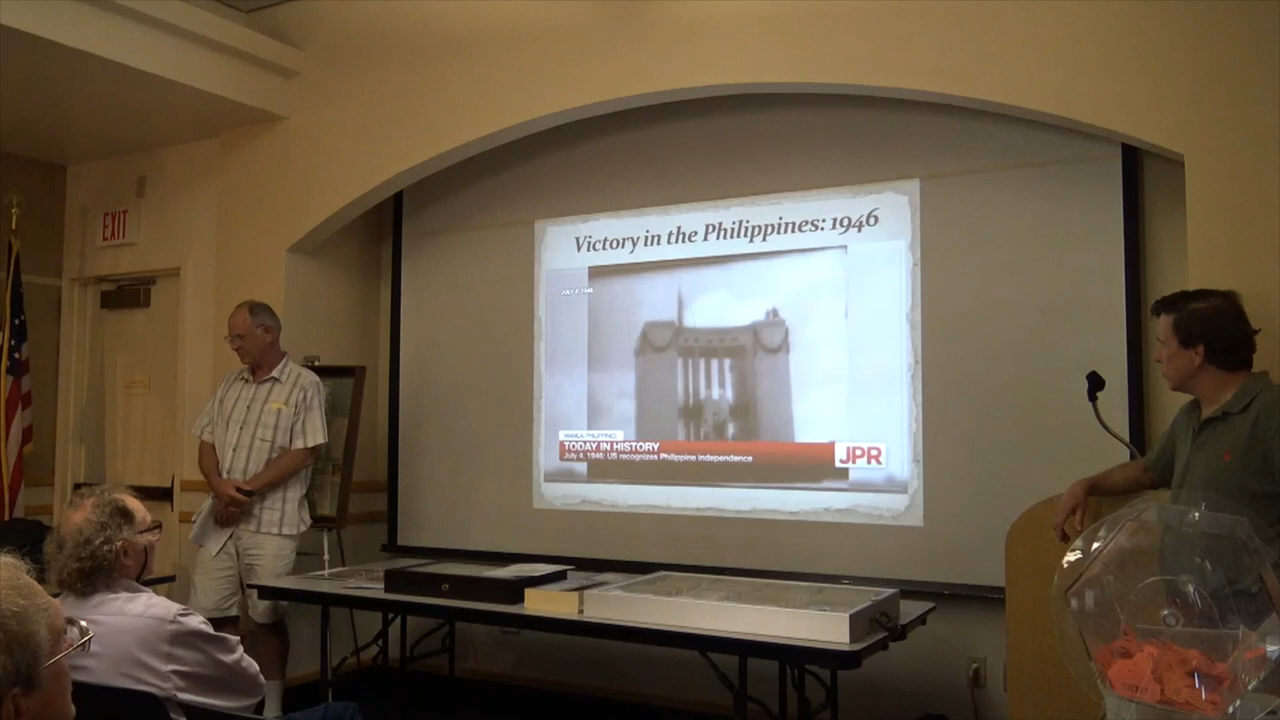 EXIT
Victory in the Philippines: 1946
JULY 4, 1946
MANILA, PHILIPPINES
TODAY IN HISTORY
July 4, 1946: US recognizes Philippine independence
JPR